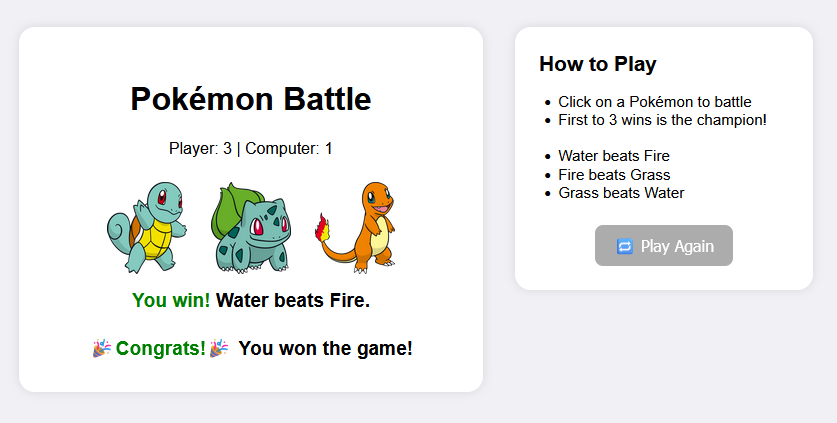 Pokémon Battle
Player: 3 | Computer: 1
You win! Water beats Fire.
🎉 Congrats! 🎉 You won the game!
How to Play
• Click on a Pokémon to battle
• First to 3 wins is the champion!
• Water beats Fire
• Fire beats Grass
• Grass beats Water
🔁 Play Again